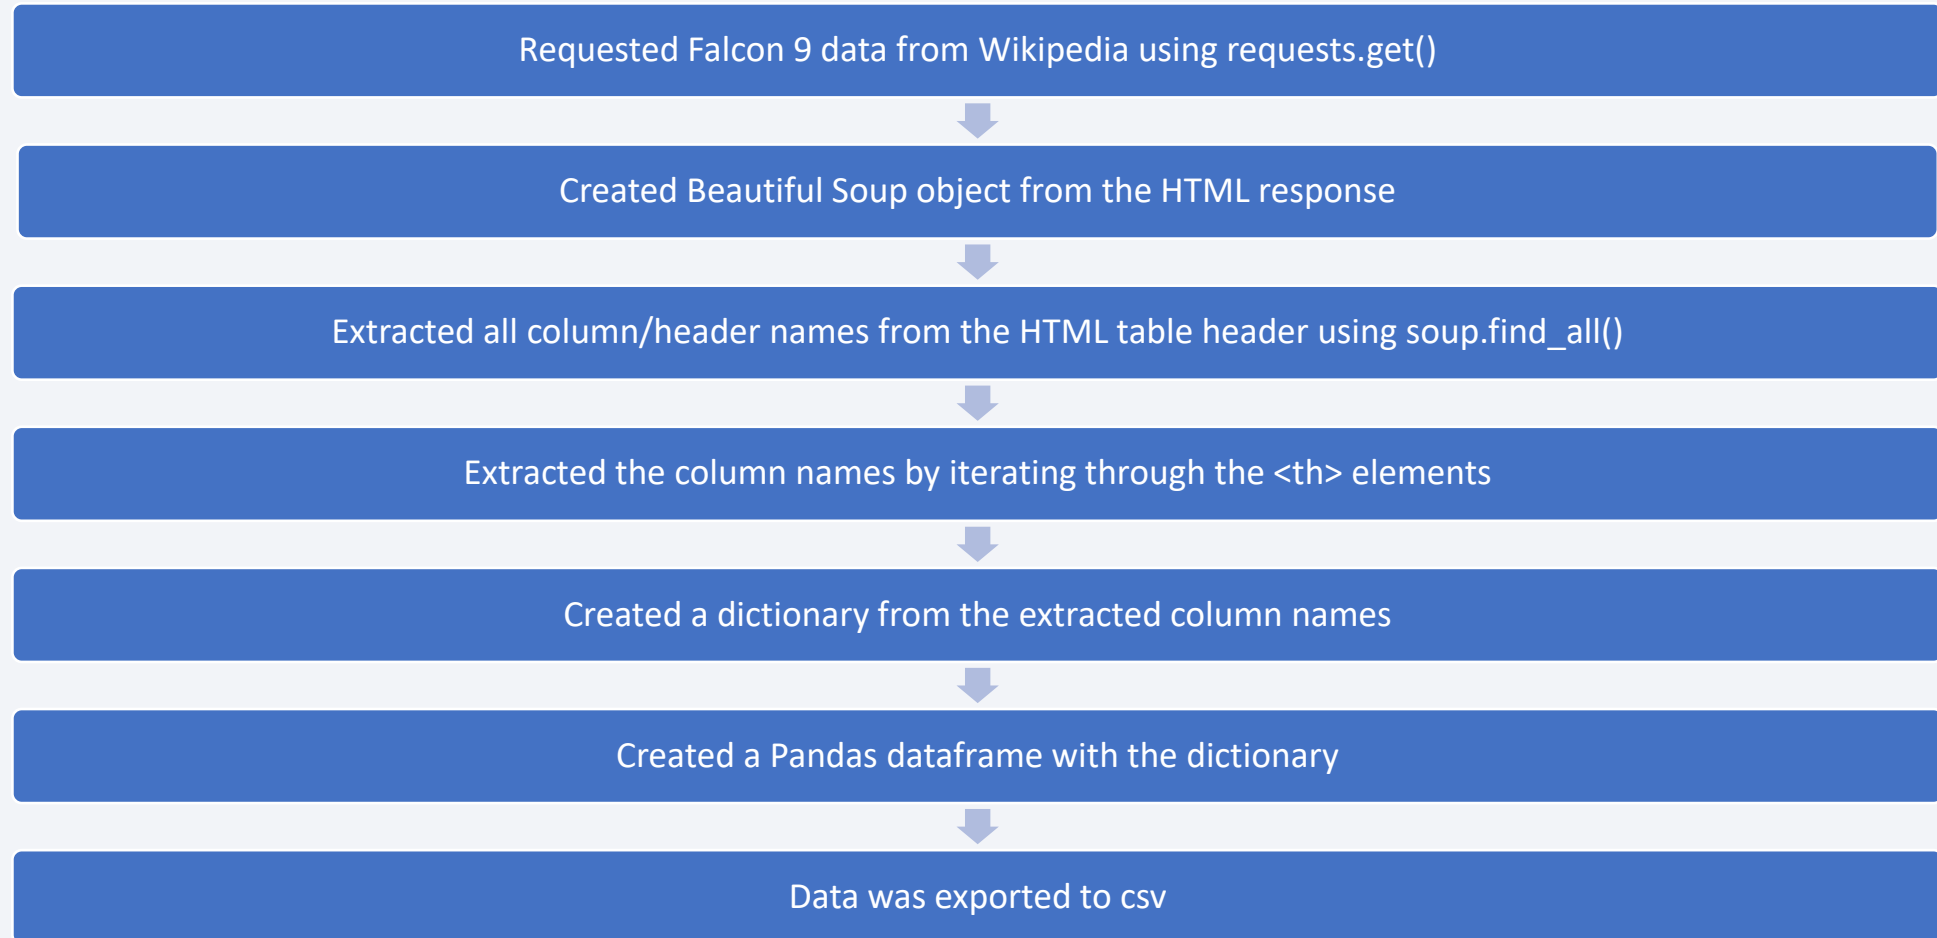 Requested Falcon 9 data from Wikipedia using requests.get()
Created Beautiful Soup object from the HTML response
Extracted all column/header names from the HTML table header using soup.find_all()
Extracted the column names by iterating through the <th> elements
Created a dictionary from the extracted column names
Created a Pandas dataframe with the dictionary
Data was exported to csv